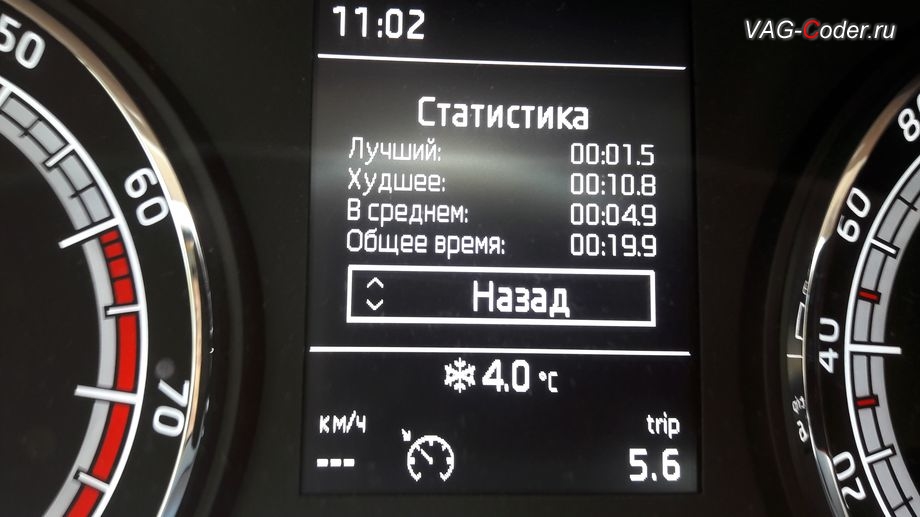 11:02
VAG-Coder.ru
Статистика
Лучший: 00:01.5
Худшее: 00:10.8
В среднем: 00:04.9
Общее время: 00:19.9
Назад
4.0 °C
км/ч
trip
---
5.6
50
60
70
80
60
40
20